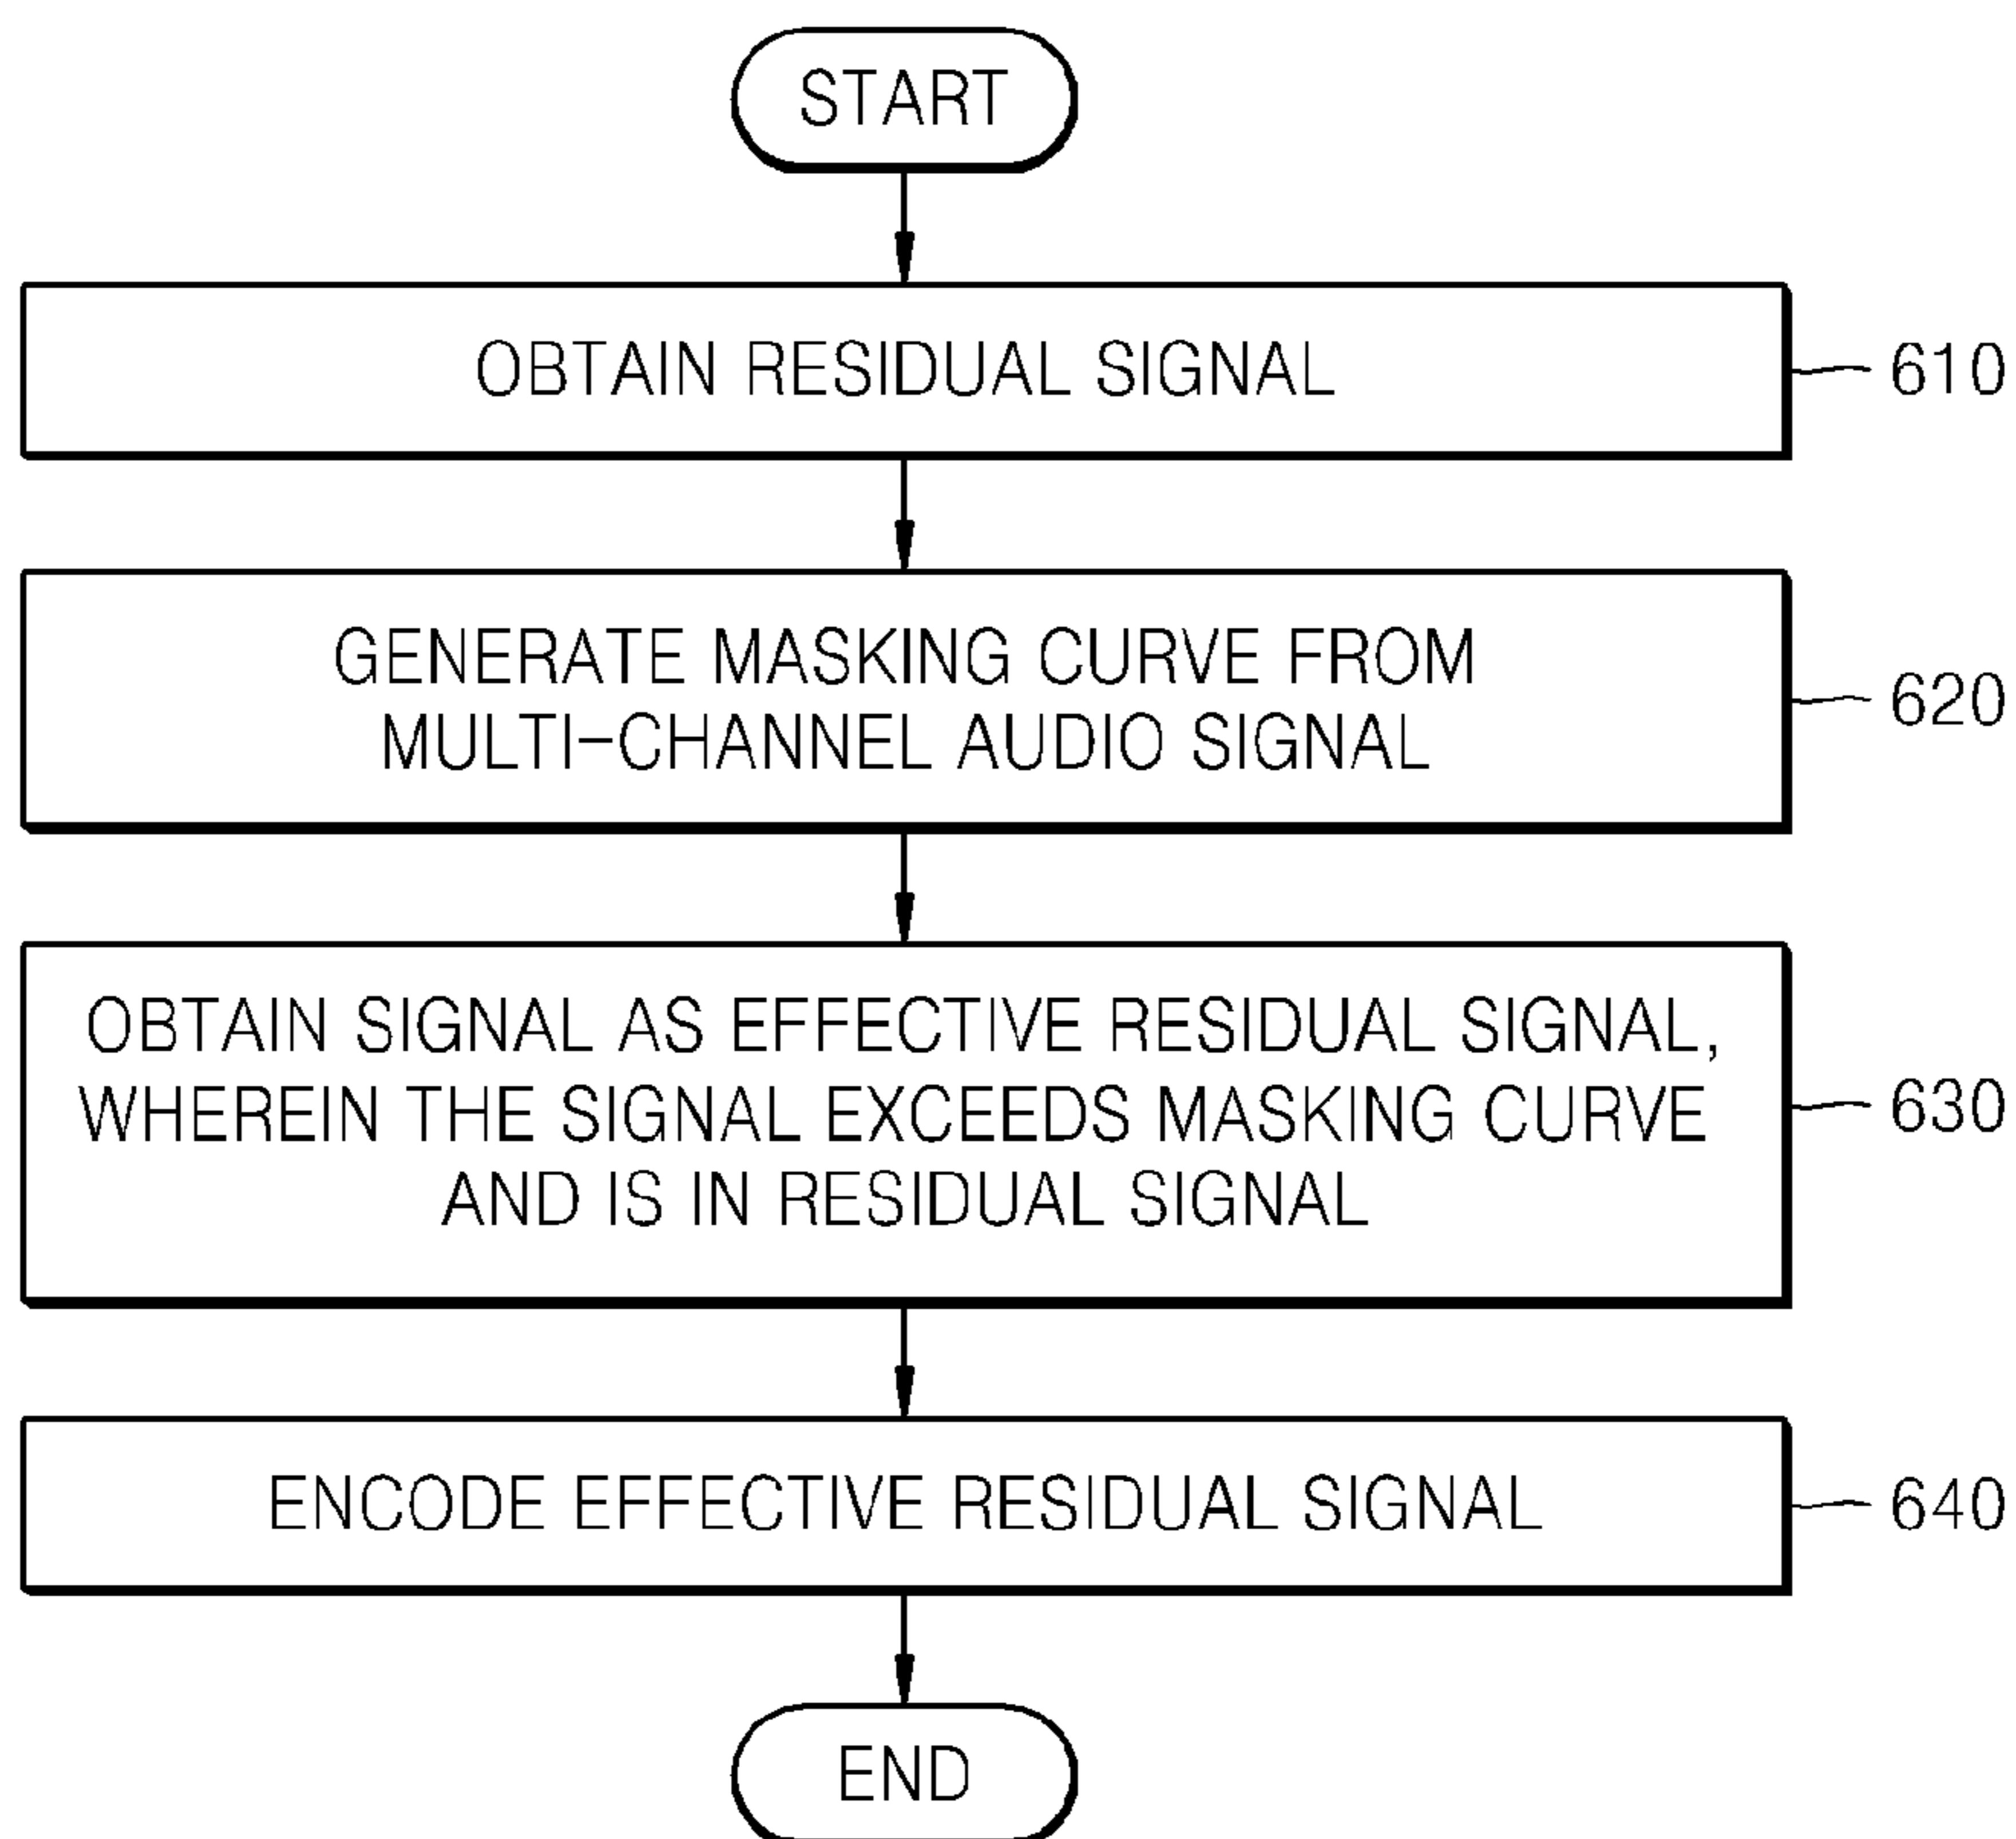 START
OBTAIN RESIDUAL SIGNAL
610
GENERATE MASKING CURVE FROM
MULTI-CHANNEL AUDIO SIGNAL
620
OBTAIN SIGNAL AS EFFECTIVE RESIDUAL SIGNAL,
WHEREIN THE SIGNAL EXCEEDS MASKING CURVE
AND IS IN RESIDUAL SIGNAL
630
ENCODE EFFECTIVE RESIDUAL SIGNAL
640
END